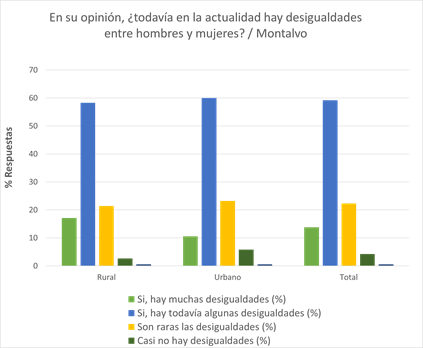 En su opinión, ¿todavía en la actualidad hay desigualdades
entre hombres y mujeres? / Montalvo
70
60
50
40
30
20
10
0
% Respuestas
Rural
Urbano
Total
Si, hay muchas desigualdades (%)
Si, hay todavía algunas desigualdades (%)
Son raras las desigualdades (%)
Casi no hay desigualdades (%)